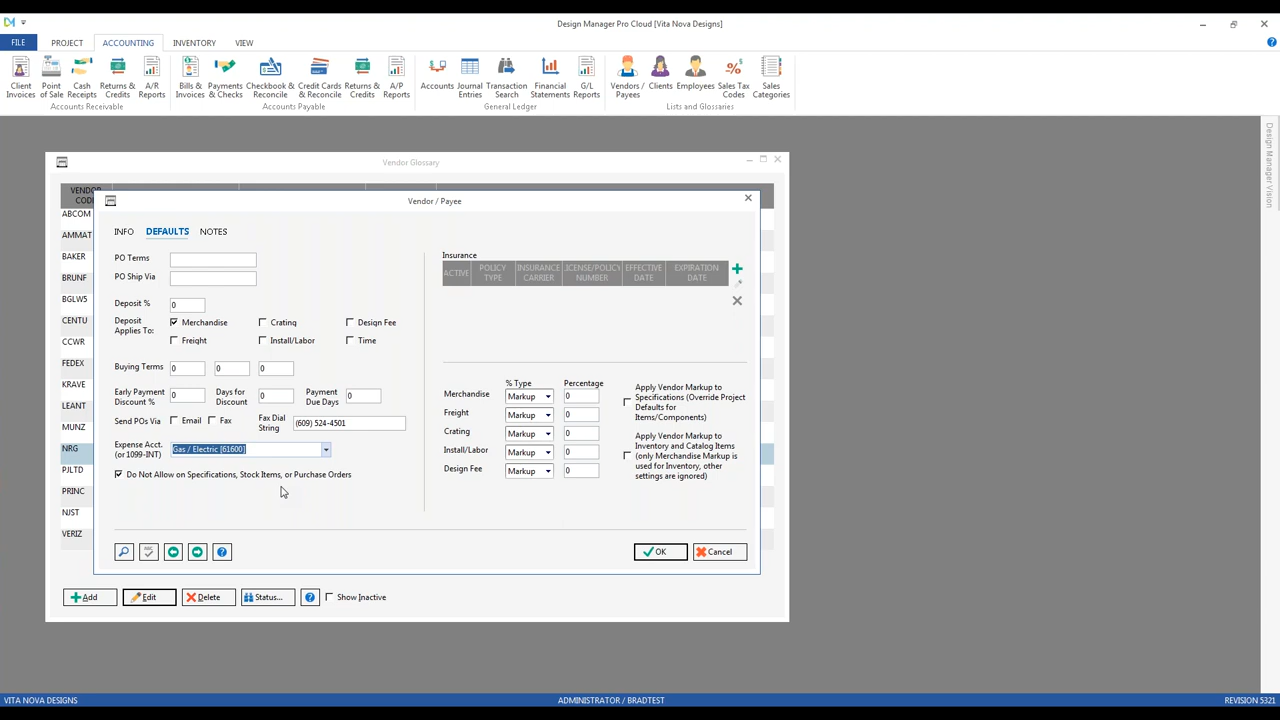 Design Manager Pro Cloud [Vita Nova Designs]
FILE PROJECT ACCOUNTING INVENTORY VIEW
Client Invoices
Point of Sale
Cash Receipts
Returns & Credits
A/R Reports
Bills & Invoices
Payments & Checks
Checkbook & Reconcile
Credit Cards & Reconcile
Returns & Credits
A/P Reports
Accounts
Journal Entries
Transaction Search
Financial Statements
G/L Reports
Vendors / Payees
Clients
Employees
Sales Tax Codes
Sales Categories
Accounts Receivable
Accounts Payable
General Ledger
Lists and Glossaries
Design Manager Vision
Vendor Glossary
VENDOR CODE
ABCOM
AMMAT
BAKER
BRUNF
BGLW5
CENTU
CCWR
FEDEX
KRAVE
LEANT
MUNZ
NRG
PJLTD
PRINC
NJST
VERIZ
Vendor / Payee
INFO DEFAULTS NOTES
PO Terms
PO Ship Via
Deposit % 0
Deposit Applies To:
Merchandise Crating Design Fee
Freight Install/Labor Time
Buying Terms 0 0 0
Early Payment Discount % 0
Days for Discount 0
Payment Due Days 0
Send POs Via Email Fax
Fax Dial String (609) 524-4501
Expense Acct. (or 1099-INT)
Gas / Electric [61600]
Do Not Allow on Specifications, Stock Items, or Purchase Orders
Insurance
ACTIVE
POLICY TYPE
INSURANCE CARRIER
LICENSE/POLICY NUMBER
EFFECTIVE DATE
EXPIRATION DATE
% Type Percentage
Merchandise Markup 0
Freight Markup 0
Crating Markup 0
Install/Labor Markup 0
Design Fee Markup 0
Apply Vendor Markup to
Specifications (Override Project
Defaults for
Items/Components)
Apply Vendor Markup to
Inventory and Catalog Items
(only Merchandise Markup is
used for Inventory, other
settings are ignored)
ABC
OK Cancel
Add Edit Delete Status... Show Inactive
VITA NOVA DESIGNS ADMINISTRATOR / BRADTEST REVISION 5321